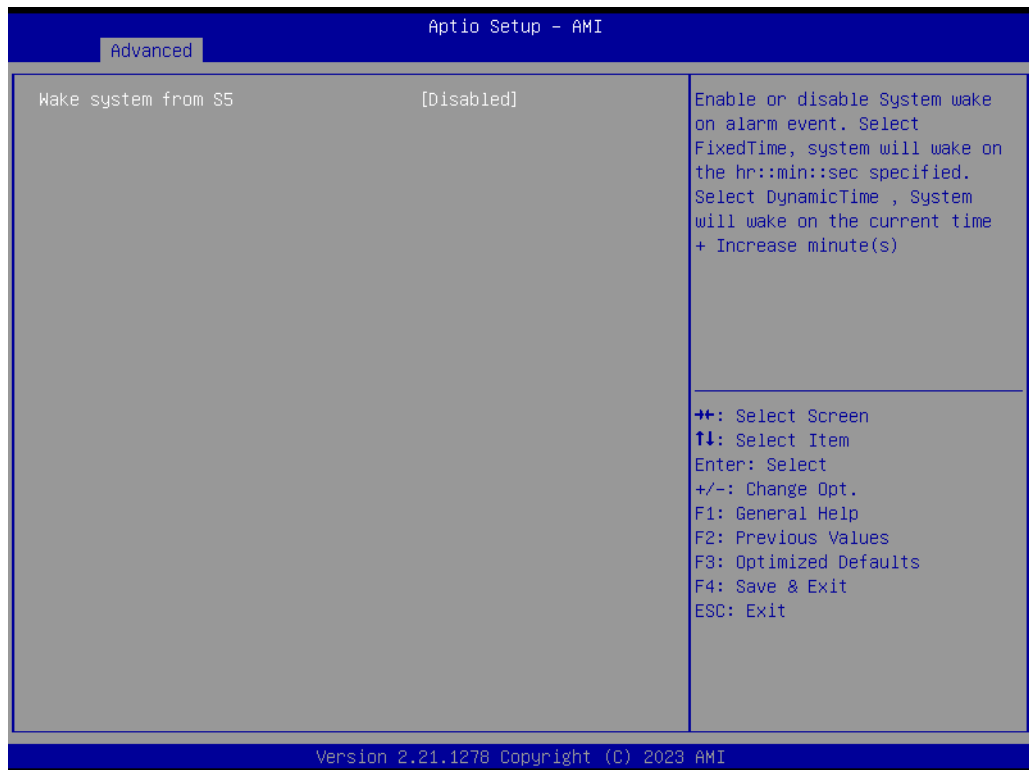 Aptio Setup – AMI
Advanced
Wake system from S5 [Disabled]
Enable or disable System wake
on alarm event. Select
FixedTime, system will wake on
the hr::min::sec specified.
Select DynamicTime , System
will wake on the current time
+ Increase minute(s)
→←: Select Screen
↑↓: Select Item
Enter: Select
+/-: Change Opt.
F1: General Help
F2: Previous Values
F3: Optimized Defaults
F4: Save & Exit
ESC: Exit
Version 2.21.1278 Copyright (C) 2023 AMI